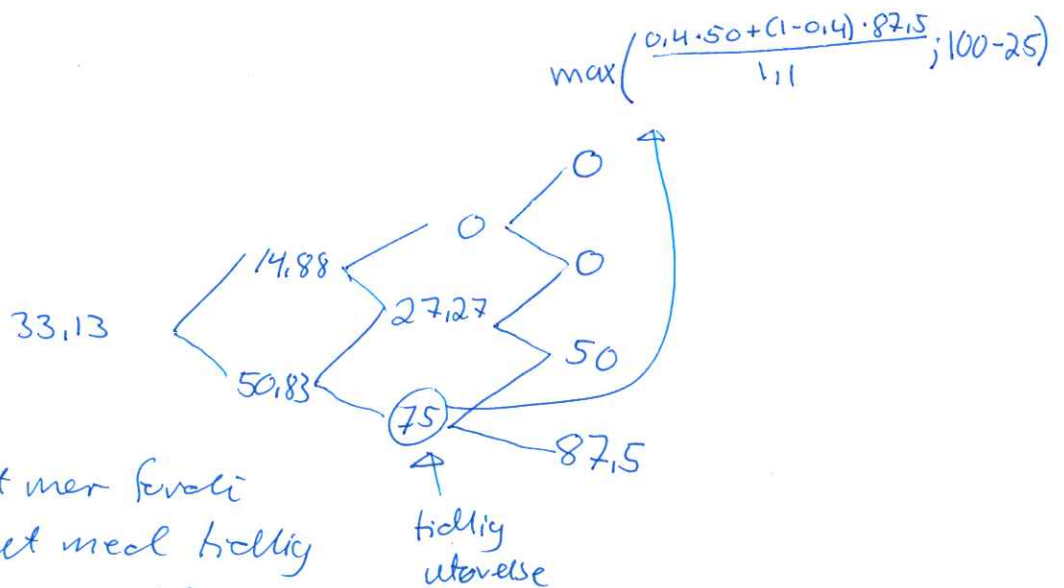 max(0,4·50+(1-0,4)·87,5 / 1,1 ; 100-25)
0
0
14,88
0
27,27
33,13
50
50,83
75
87,5
t mer
tidlig
et med tidlig
utøvelse